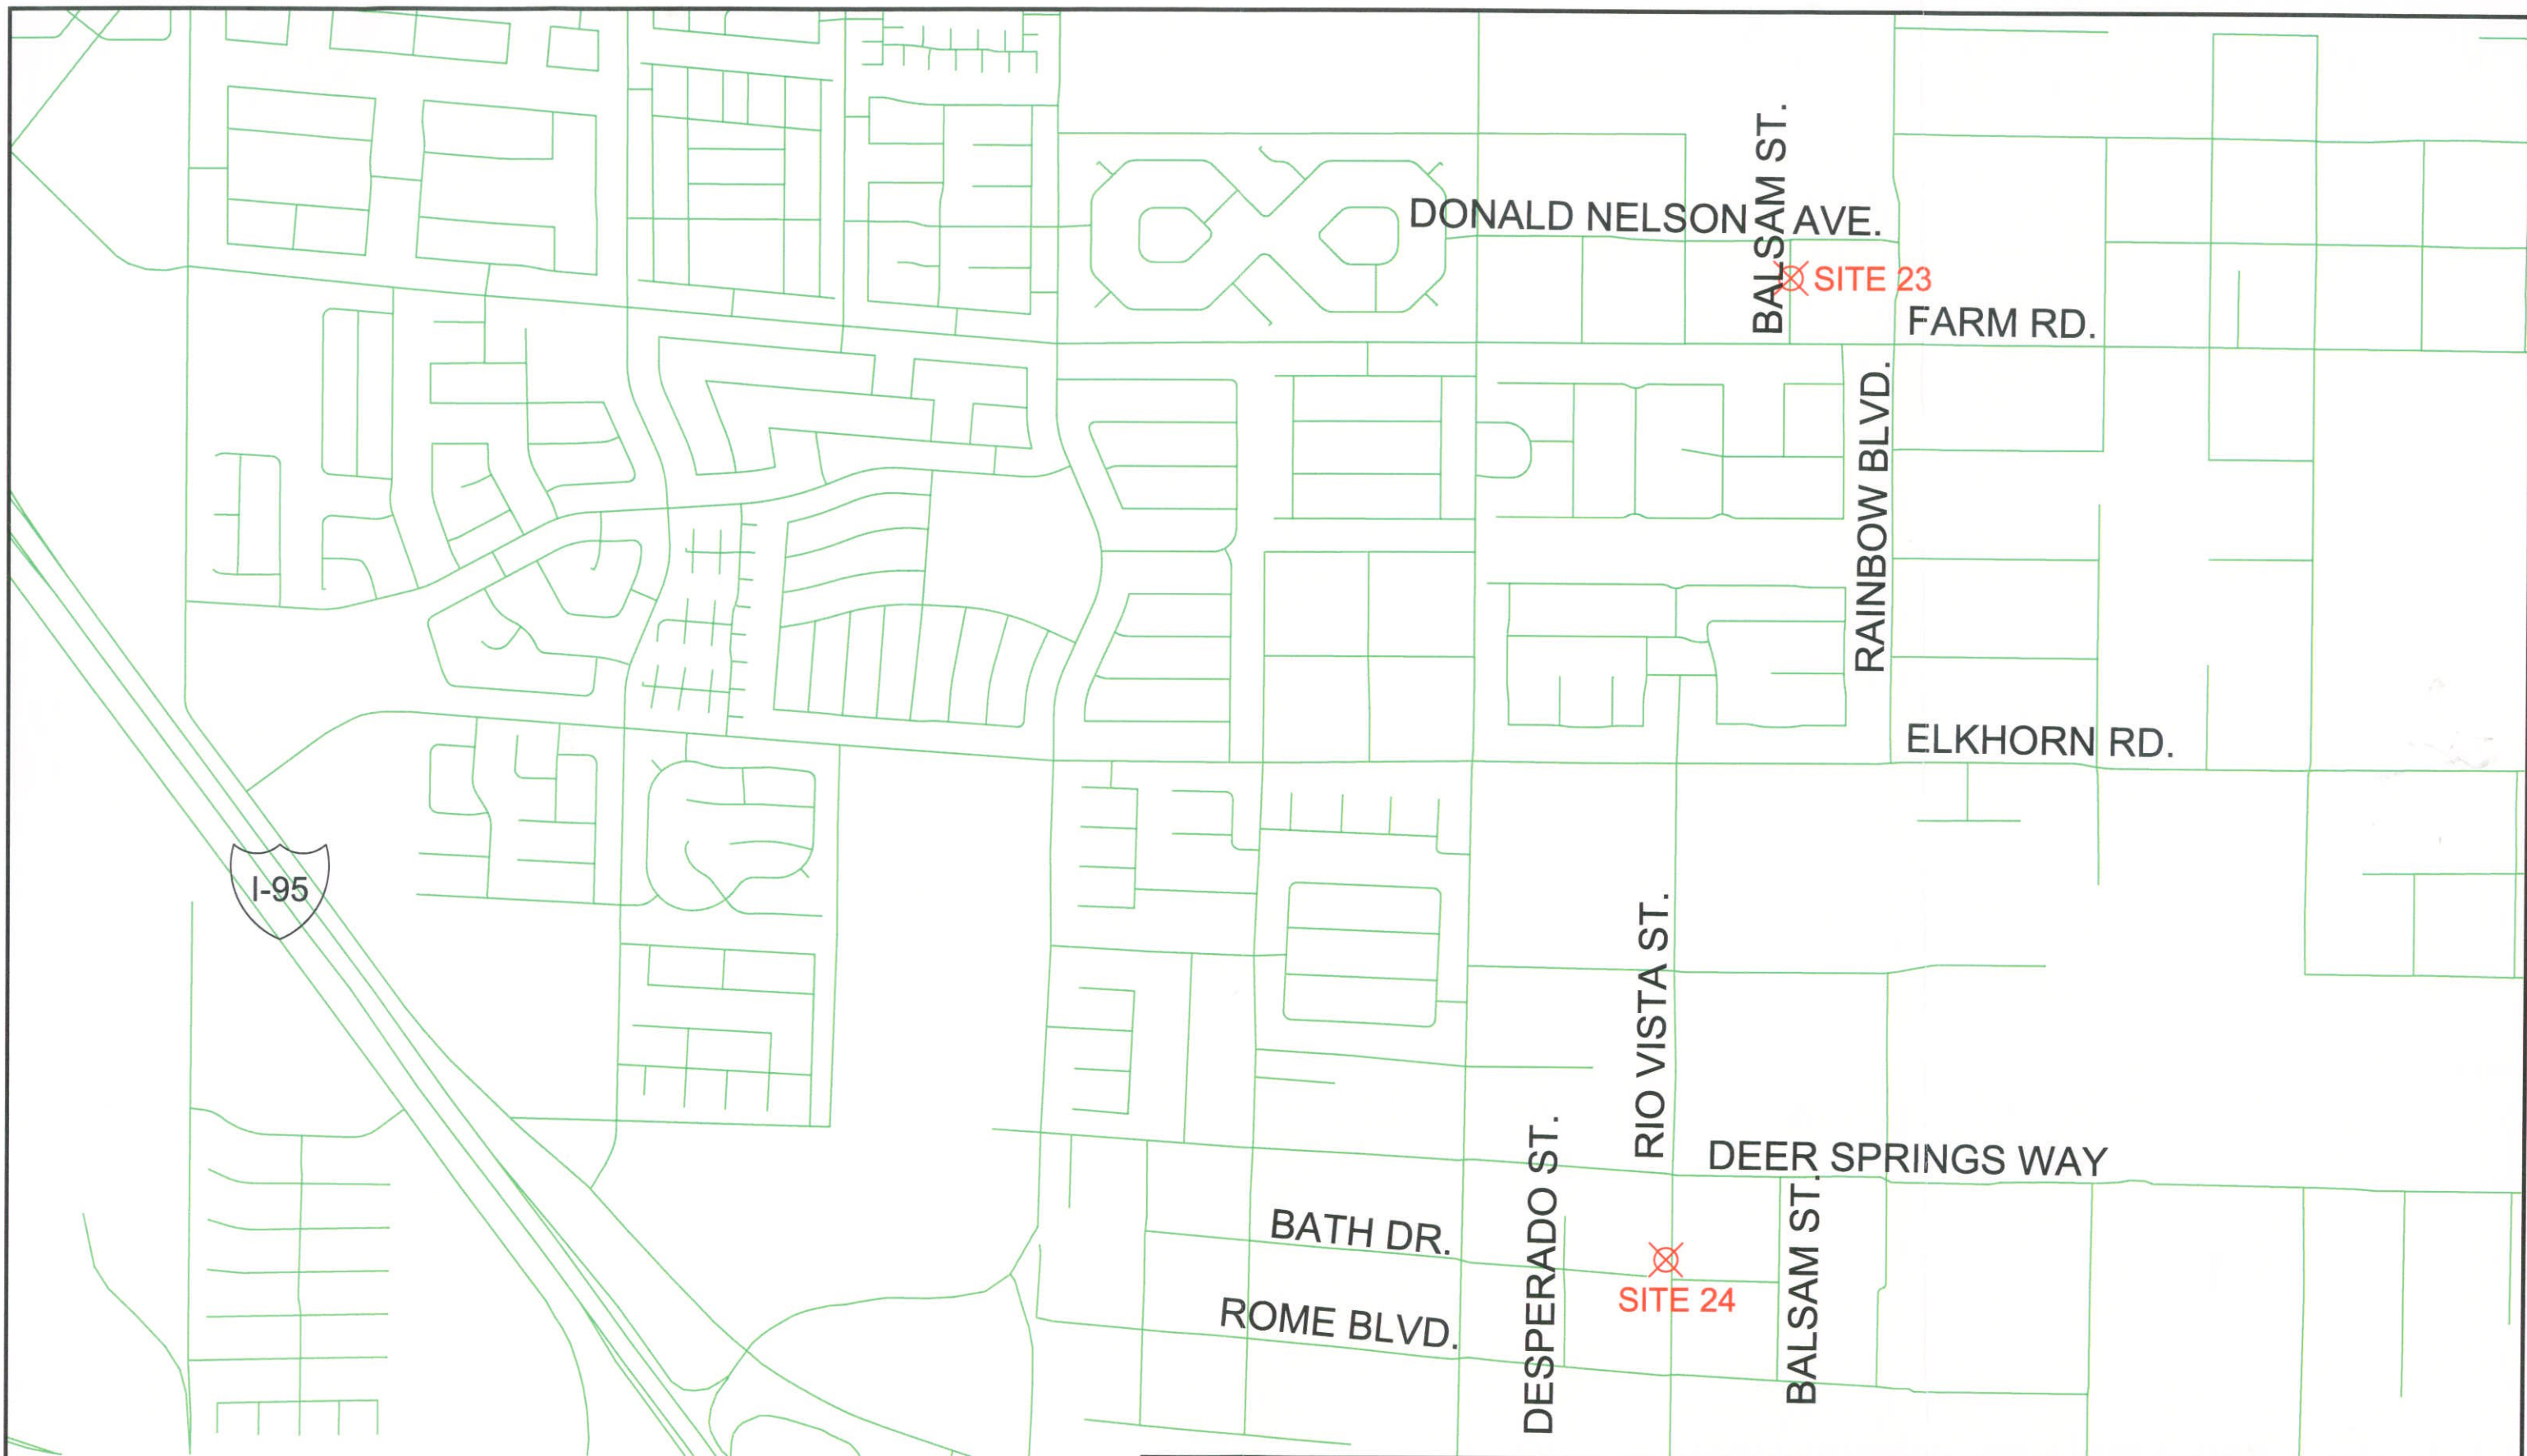 BALSAM ST.
DONALD NELSON AVE.
SITE 23
FARM RD.
RAINBOW BLVD.
ELKHORN RD.
I-95
RIO VISTA ST.
DEER SPRINGS WAY
DESPERADO ST.
BALSAM ST.
BATH DR.
SITE 24
ROME BLVD.